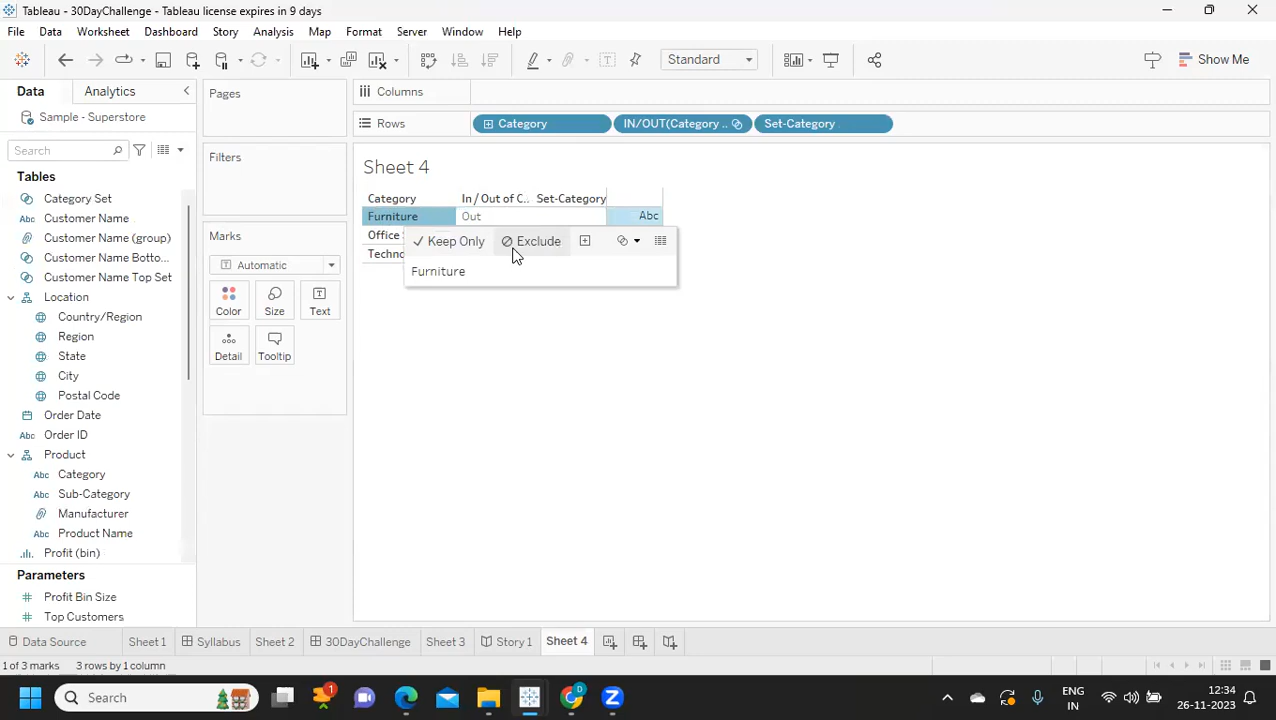 Tableau - 30DayChallenge - Tableau license expires in 9 days
File Data Worksheet Dashboard Story Analysis Map Format Server Window Help
Standard
Show Me
Data Analytics
Sample - Superstore
Search
Tables
Category Set
Customer Name
Customer Name (group)
Customer Name Botto...
Customer Name Top Set
Location
Country/Region
Region
State
City
Postal Code
Order Date
Order ID
Product
Category
Sub-Category
Manufacturer
Product Name
Profit (bin)
Parameters
Profit Bin Size
Top Customers
Pages
Filters
Marks
Automatic
Color Size Text
Detail Tooltip
Columns
Rows Category IN/OUT(Category .. Set-Category
Sheet 4
Category In / Out of C.. Set-Category
Furniture Out Abc
Office
Techno
Keep Only Exclude
Furniture
Data Source Sheet 1 Syllabus Sheet 2 30DayChallenge Sheet 3 Story 1 Sheet 4
1 of 3 marks 3 rows by 1 column
Search
1
D
ENG
IN
12:34
26-11-2023